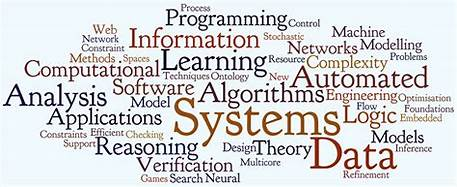 Process
Programming Control
Web
Network Information Stochastic Machine
Constraint Networks Modelling
Methods Spaces Learning Resource Complexity Problems
Computational Techniques Ontology New Automated
Analysis Software Algorithms Engineering Optimisation
Model Flow Foundations
Applications Systems Logic Embedded
Constraints Efficient Checking Models
Support Reasoning Design Theory Data Inference
Verification Multicore Refinement
Games Search Neural